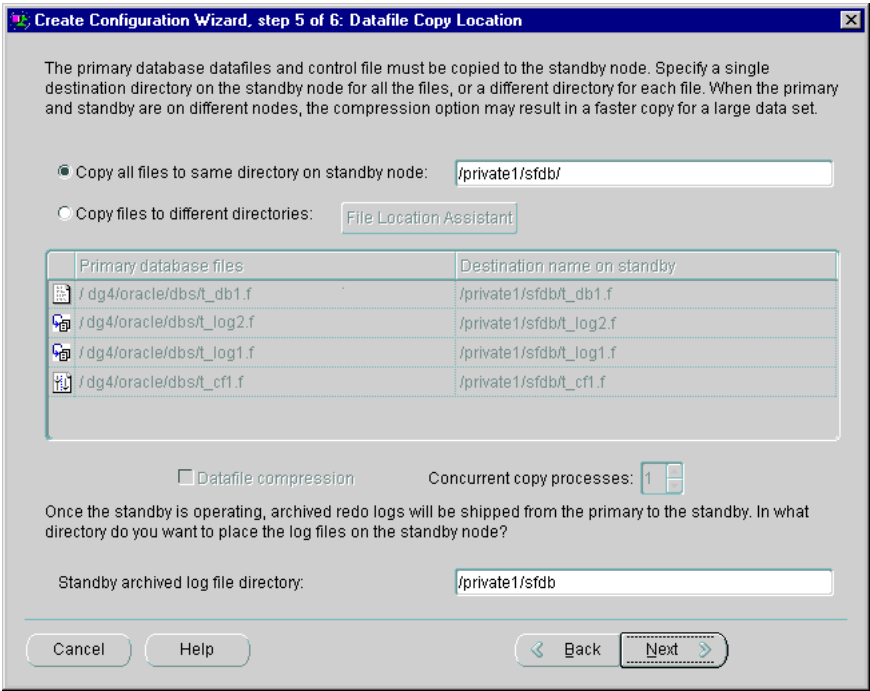 Create Configuration Wizard, step 5 of 6: Datafile Copy Location
The primary database datafiles and control file must be copied to the standby node. Specify a single
destination directory on the standby node for all the files, or a different directory for each file. When the primary
and standby are on different nodes, the compression option may result in a faster copy for a large data set.
Copy all files to same directory on standby node: /private1/sfdb/
Copy files to different directories: File Location Assistant
Primary database files Destination name on standby
/ dg4/oracle/dbs/t_db1.f /private1/sfdb/t_db1.f
/ dg4/oracle/dbs/t_log2.f /private1/sfdb/t_log2.f
/ dg4/oracle/dbs/t_log1.f /private1/sfdb/t_log1.f
/ dg4/oracle/dbs/t_cf1.f /private1/sfdb/t_cf1.f
Datafile compression Concurrent copy processes: 1
Once the standby is operating, archived redo logs will be shipped from the primary to the standby. In what
directory do you want to place the log files on the standby node?
Standby archived log file directory: /private1/sfdb
Cancel Help Back Next